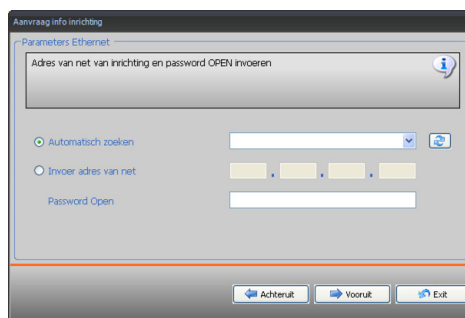 Aanvraag info inrichting
Parameters Ethernet
Adres van net van inrichting en password OPEN invoeren
Automatisch zoeken
Invoer adres van net
Password Open
Achteruit Vooruit Exit